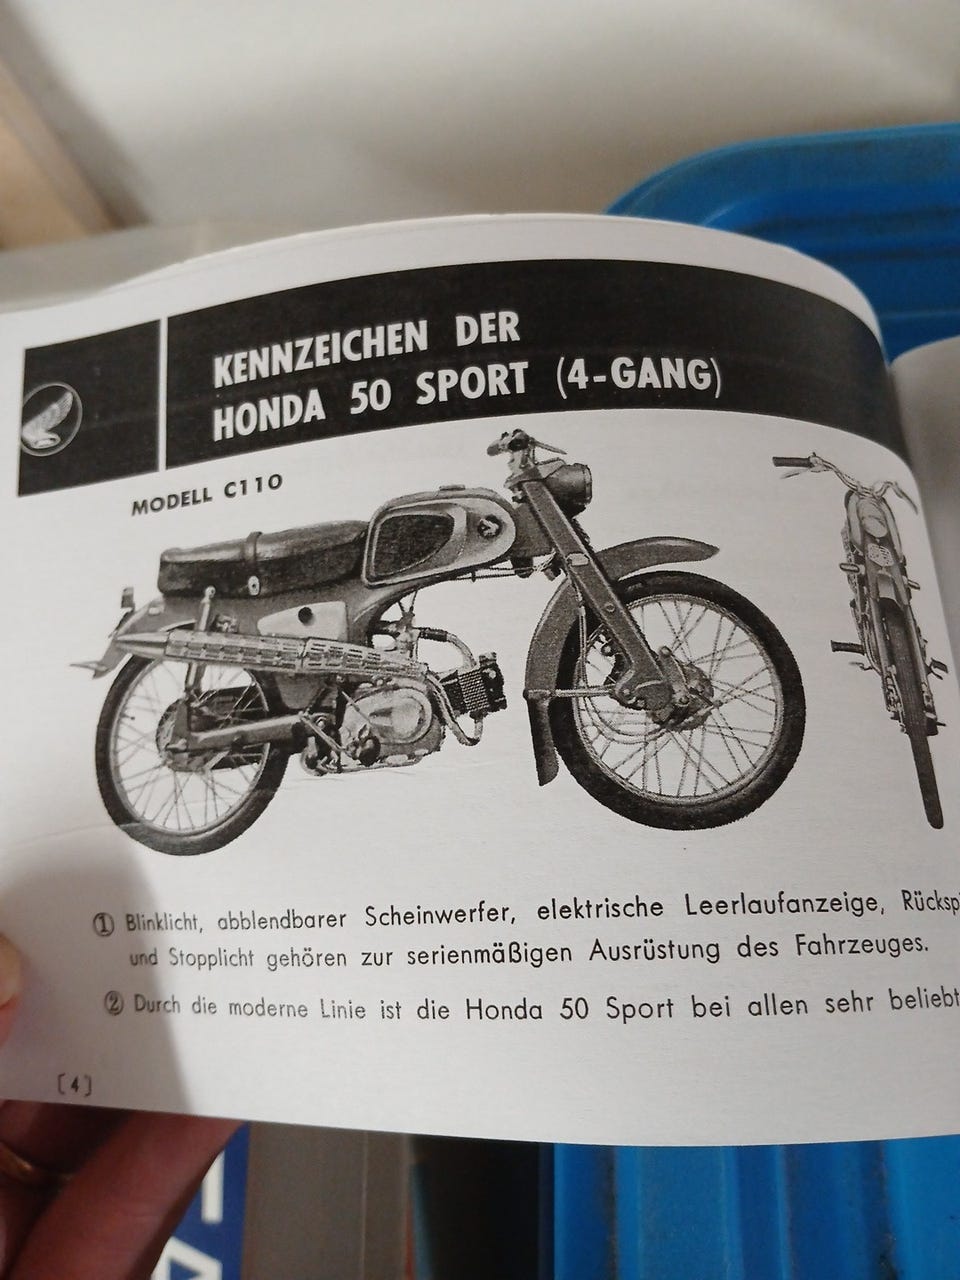 KENNZEICHEN DER
HONDA 50 SPORT (4-GANG)
MODELL C110
① Blinklicht, abblendbarer Scheinwerfer, elektrische Leerlaufanzeige,
und Stopplicht gehören zur serienmäßigen Ausrüstung des Fahrzeuges.
② Durch die moderne Linie ist die Honda 50 Sport bei allen sehr
[4]